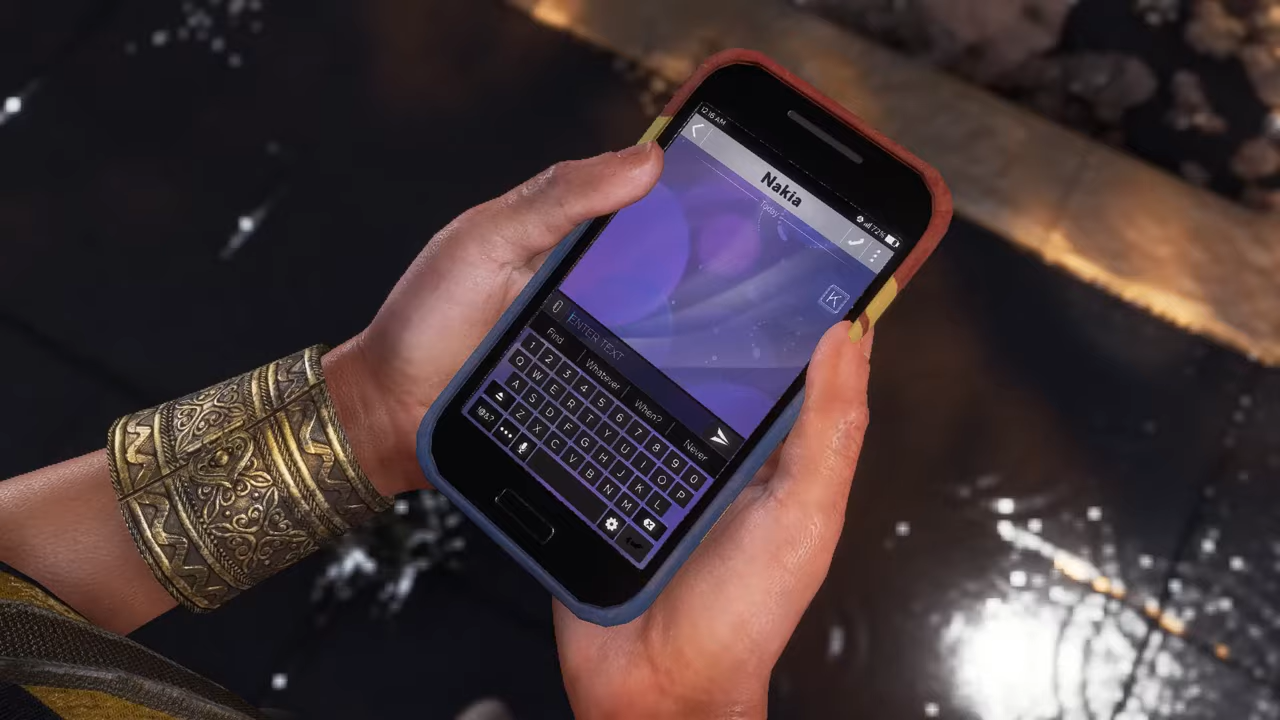 12:16 AM
72%
Nakia
Today
K
ENTER TEXT
Find Whatever When? Never
1 2 3 4 5 6 7 8 9 0
Q W E R T Y U I O P
A S D F G H J K L
Z X C V B N M
!@&?